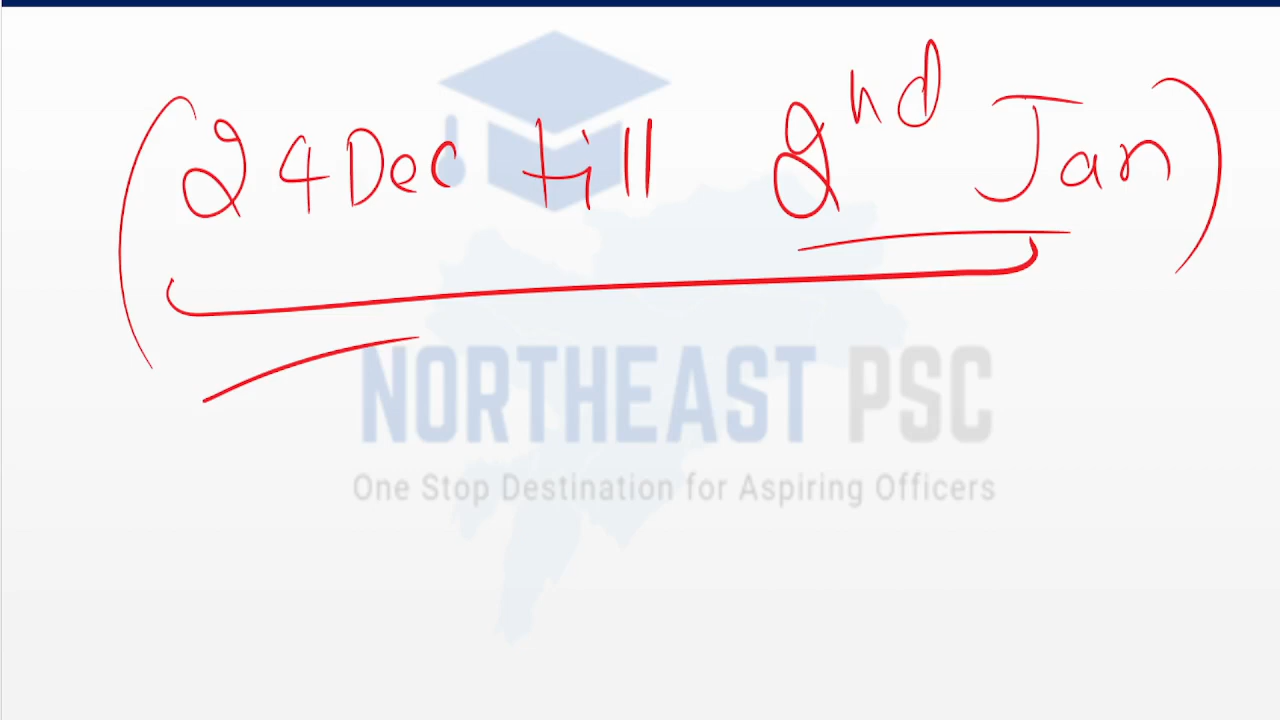 (24 Dec till 2nd Jan)
NORTHEAST PSC
One Stop Destination for Aspiring Officers